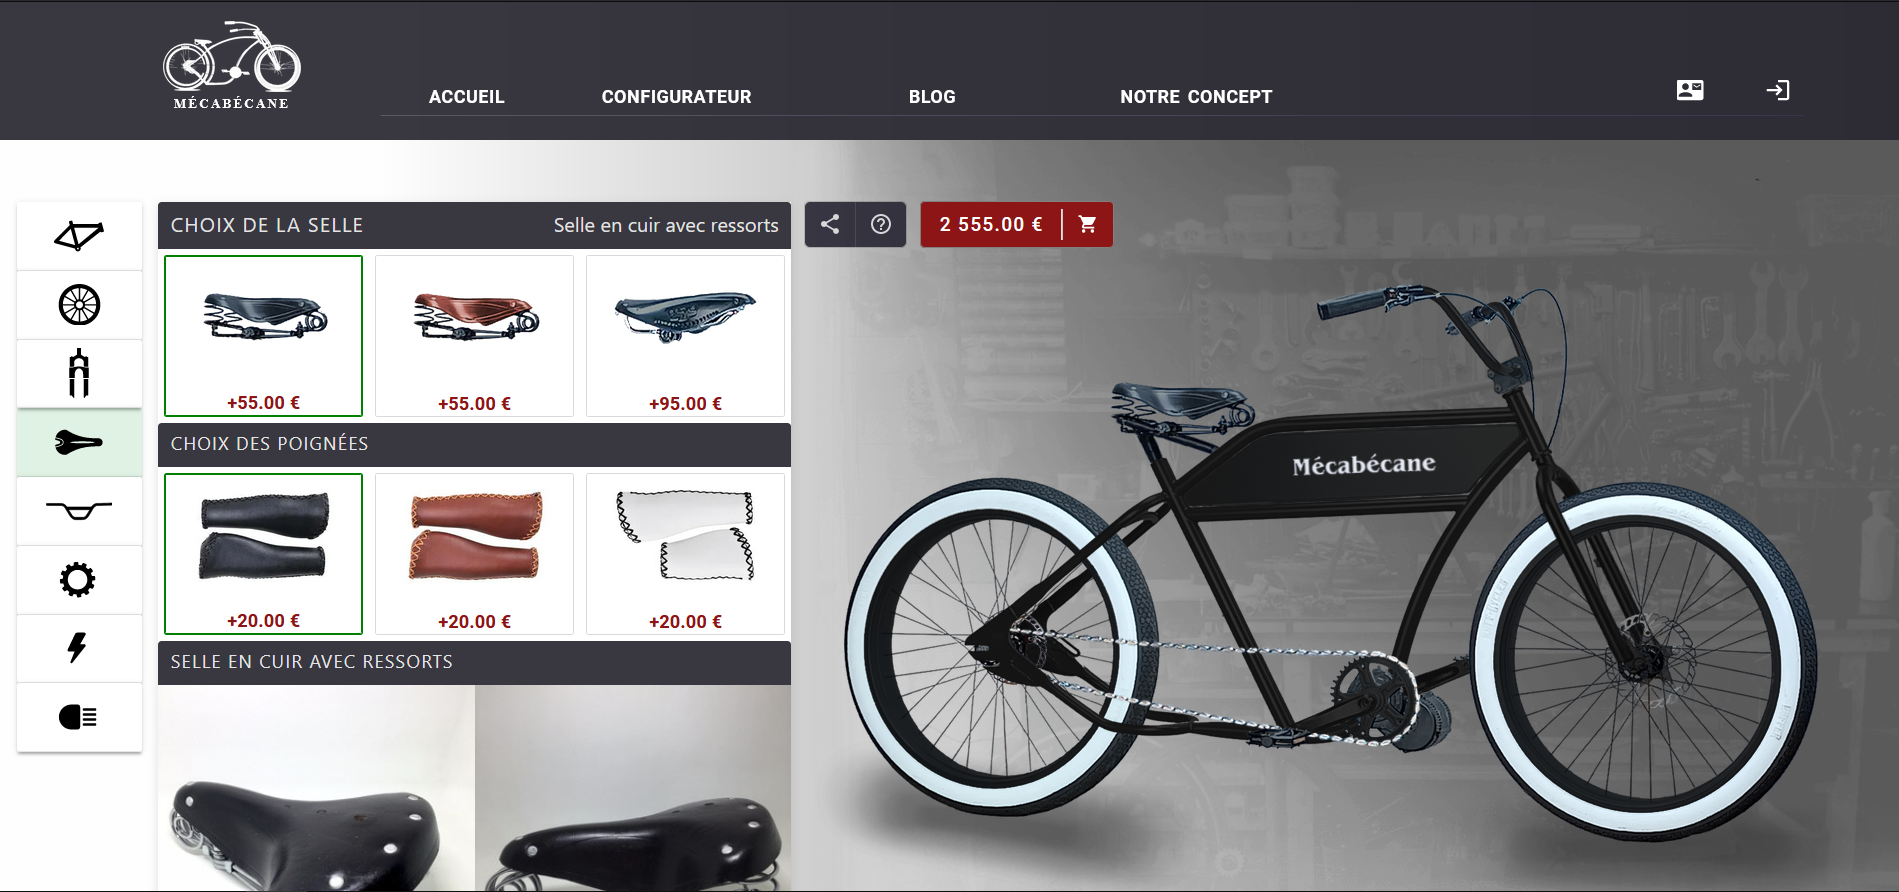 MÉCABÉCANE
ACCUEIL
CONFIGURATEUR
BLOG
NOTRE CONCEPT
CHOIX DE LA SELLE
Selle en cuir avec ressorts
+55.00 €
+55.00 €
+95.00 €
CHOIX DES POIGNÉES
+20.00 €
+20.00 €
+20.00 €
SELLE EN CUIR AVEC RESSORTS
2 555.00 €
Mécabécane